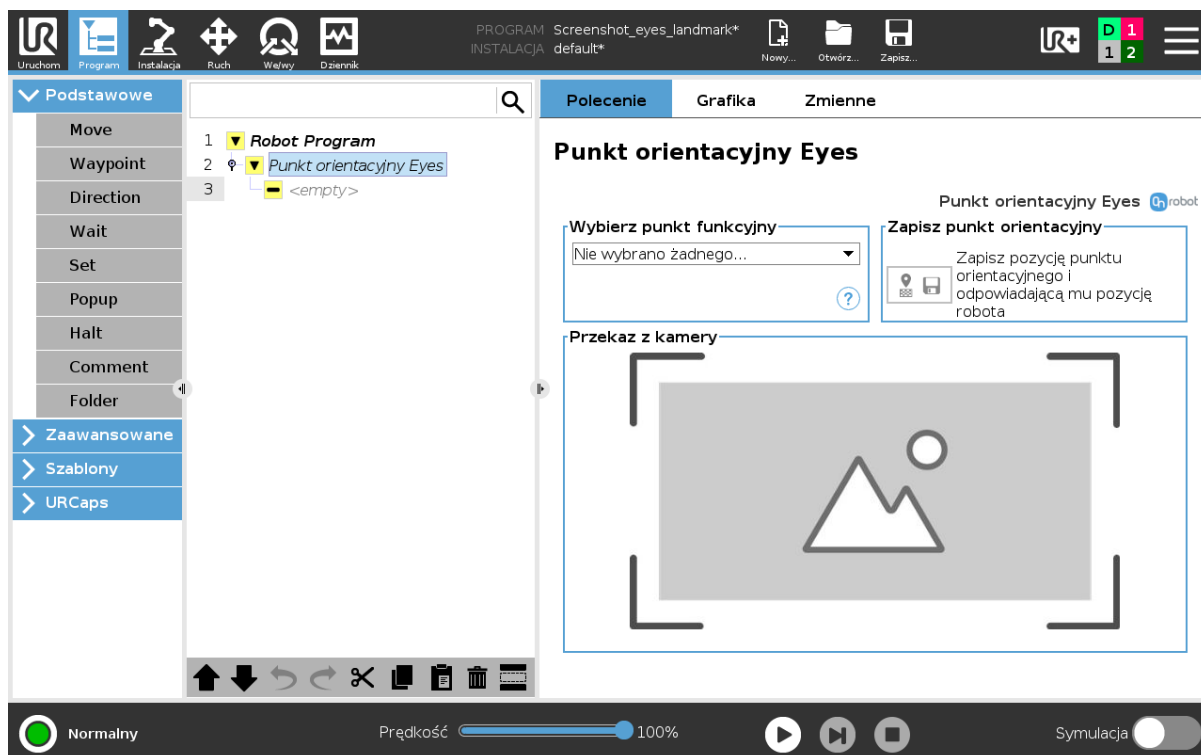 PROGRAM Screenshot_eyes_landmark*
INSTALACJA default*
Uruchom Program Instalacja Ruch We/wy Dziennik Nowy... Otwórz... Zapisz...
UR+
D 1
1 2
Podstawowe
Move
Waypoint
Direction
Wait
Set
Popup
Halt
Comment
Folder
Zaawansowane
Szablony
URCaps
1 Robot Program
2 Punkt orientacyjny Eyes
3 <empty>
Polecenie Grafika Zmienne
Punkt orientacyjny Eyes
Punkt orientacyjny Eyes On robot
Wybierz punkt funkcyjny
Nie wybrano żadnego...
?
Zapisz punkt orientacyjny
Zapisz pozycję punktu
orientacyjnego i
odpowiadającą mu pozycję
robota
Przekaz z kamery
Normalny Prędkość 100% Symulacja